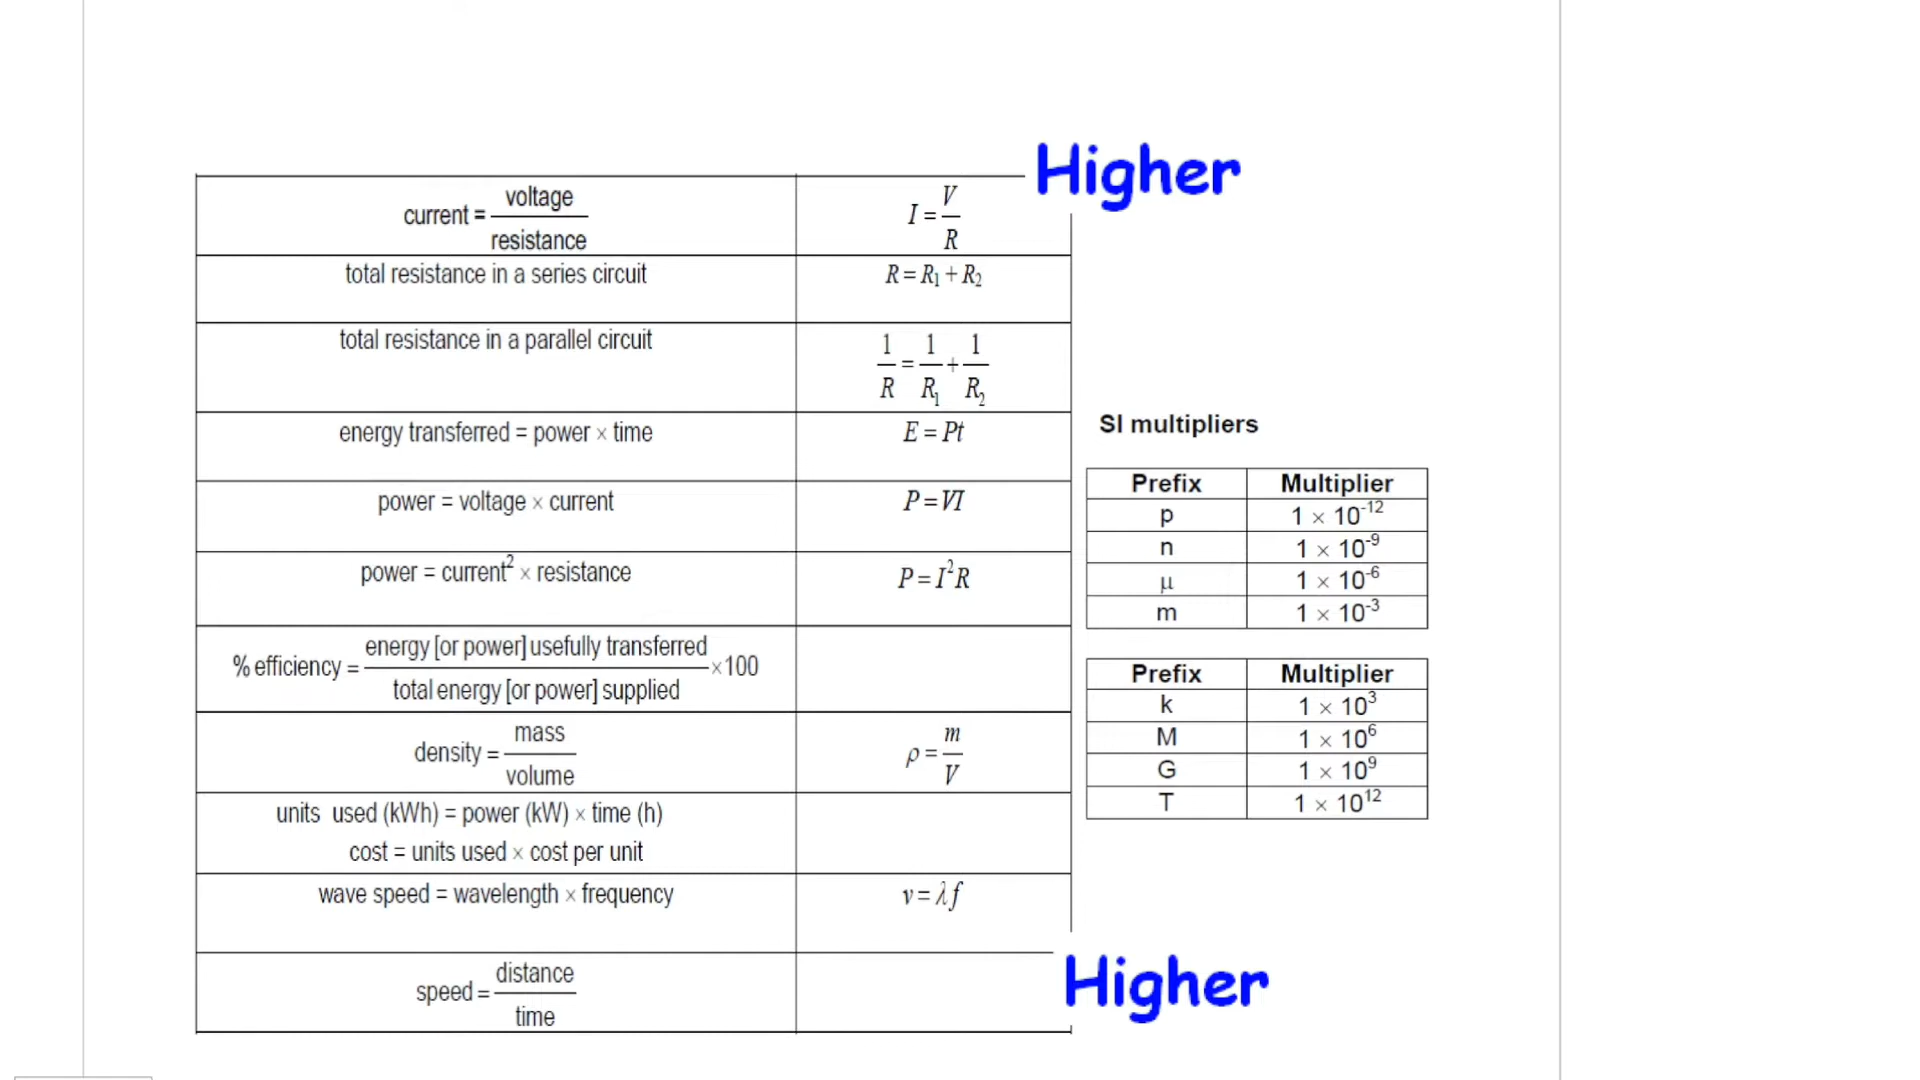 Higher
current = voltage / resistance
I = V / R
total resistance in a series circuit
R = R₁ + R₂
total resistance in a parallel circuit
1/R = 1/R₁ + 1/R₂
energy transferred = power × time
E = Pt
power = voltage × current
P = VI
power = current² × resistance
P = I²R
% efficiency = energy [or power] usefully transferred / total energy [or power] supplied × 100
density = mass / volume
ρ = m / V
units used (kWh) = power (kW) × time (h)
cost = units used × cost per unit
wave speed = wavelength × frequency
v = λf
speed = distance / time
SI multipliers
Prefix Multiplier
p 1 × 10⁻¹²
n 1 × 10⁻⁹
μ 1 × 10⁻⁶
m 1 × 10⁻³
Prefix Multiplier
k 1 × 10³
M 1 × 10⁶
G 1 × 10⁹
T 1 × 10¹²
Higher